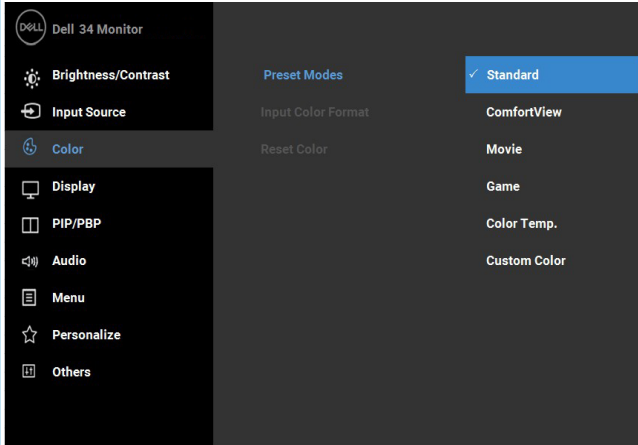 DELL Dell 34 Monitor
Brightness/Contrast Preset Modes ✓ Standard
Input Source Input Color Format ComfortView
Color Reset Color Movie
Display Game
PIP/PBP Color Temp.
Audio Custom Color
Menu
Personalize
Others